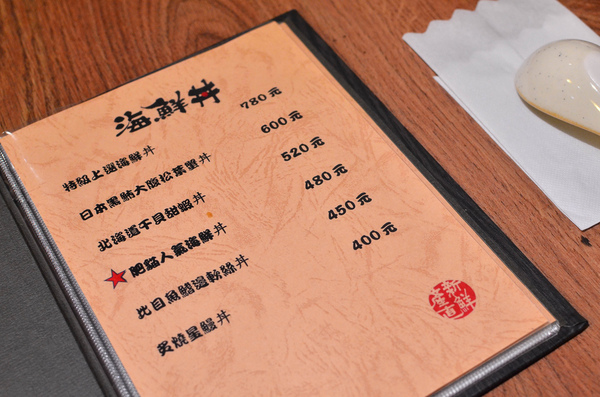 海鮮丼
特級上選海鮮丼 780元
日本黑鮪大腹松葉蟹丼 600元
北海道干貝甜蝦丼 520元
肥貓人氣海鮮丼 480元
比目魚鰭溫軟絲丼 450元
炙燒星鰻丼 400元